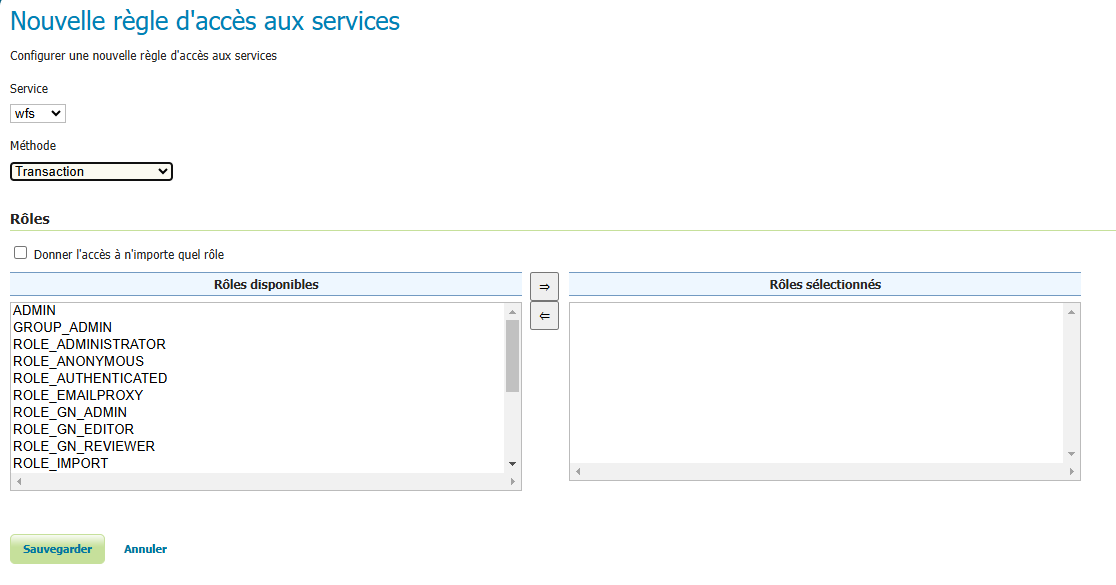 Nouvelle règle d'accès aux services
Configurer une nouvelle règle d'accès aux services
Service
wfs
Méthode
Transaction
Rôles
Donner l'accès à n'importe quel rôle
Rôles disponibles
⇒
Rôles sélectionnés
⇐
ADMIN
GROUP_ADMIN
ROLE_ADMINISTRATOR
ROLE_ANONYMOUS
ROLE_AUTHENTICATED
ROLE_EMAILPROXY
ROLE_GN_ADMIN
ROLE_GN_EDITOR
ROLE_GN_REVIEWER
ROLE_IMPORT
Sauvegarder
Annuler